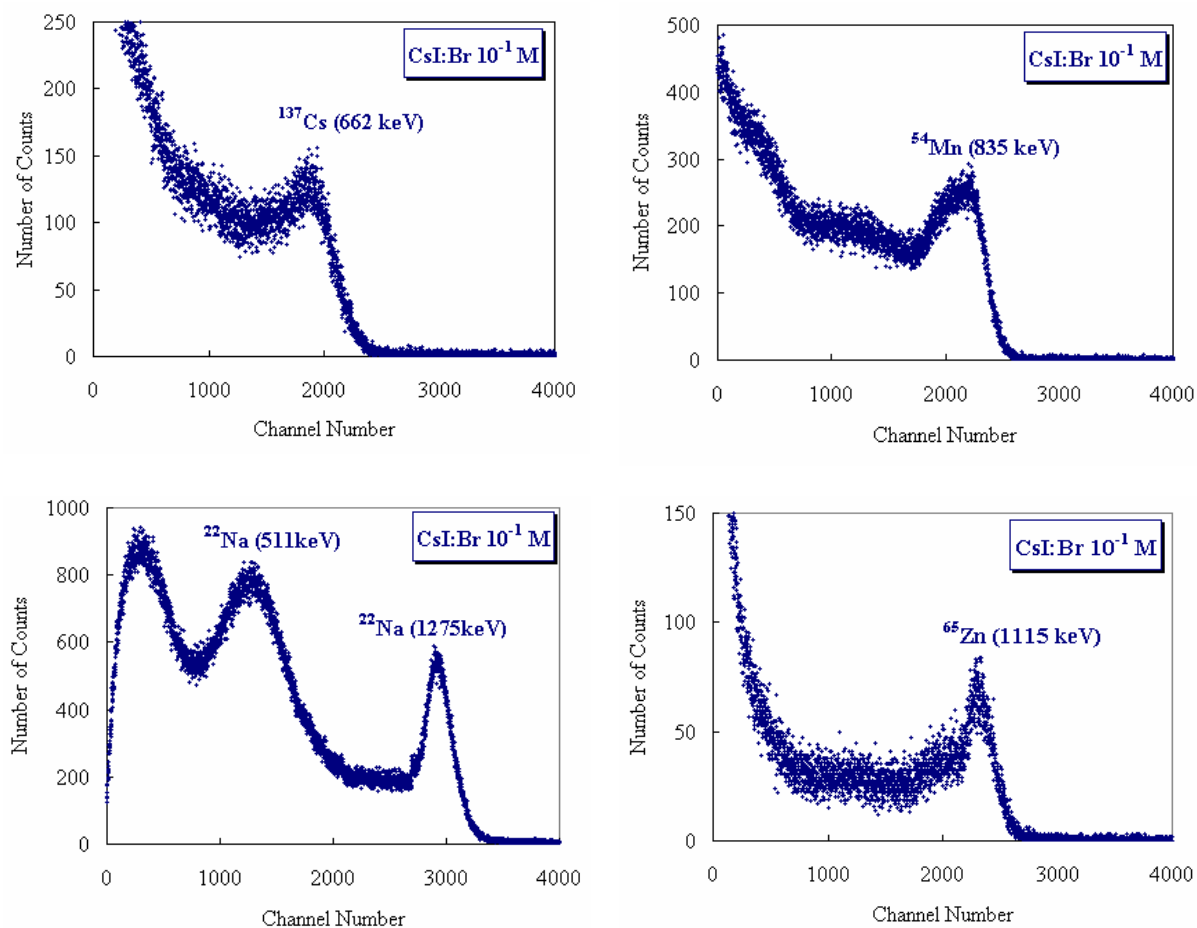 250
200
150
100
50
0
Number of Counts
CsI:Br 10⁻¹ M
¹³⁷Cs (662 keV)
0 1000 2000 3000 4000
Channel Number
500
400
300
200
100
0
Number of Counts
CsI:Br 10⁻¹ M
⁵⁴Mn (835 keV)
0 1000 2000 3000 4000
Channel Number
1000
800
600
400
200
0
Number of Counts
²²Na (511keV)
CsI:Br 10⁻¹ M
²²Na (1275keV)
0 1000 2000 3000 4000
Channel Number
150
100
50
0
Number of Counts
CsI:Br 10⁻¹ M
⁶⁵Zn (1115 keV)
0 1000 2000 3000 4000
Channel Number